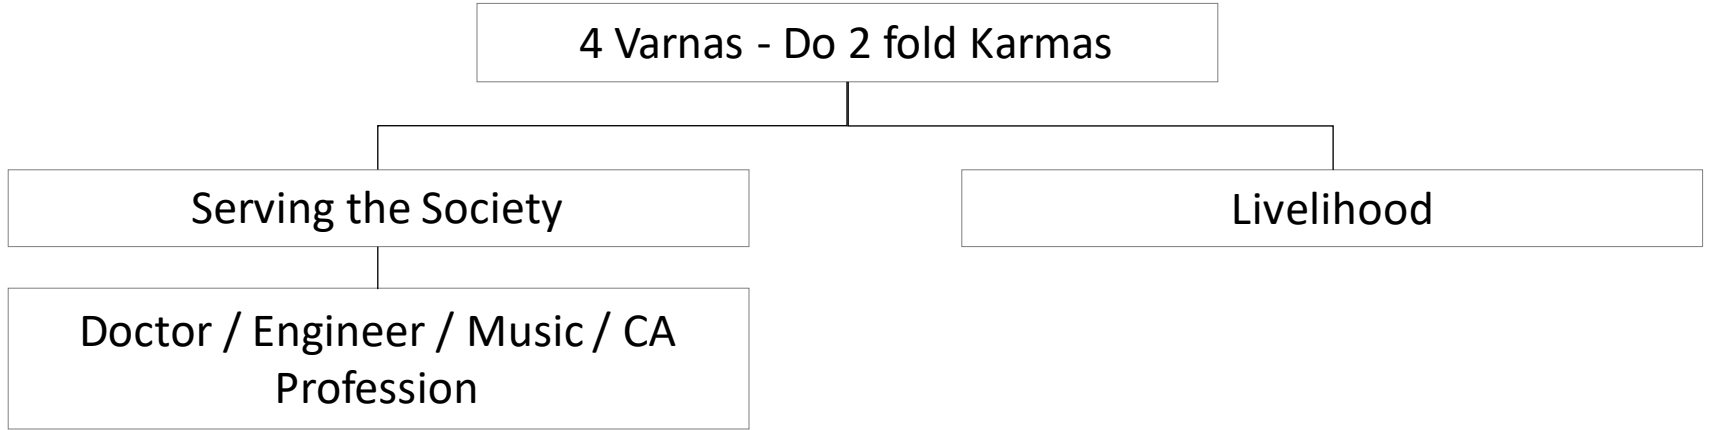 4 Varnas - Do 2 fold Karmas
Serving the Society
Livelihood
Doctor / Engineer / Music / CA
Profession